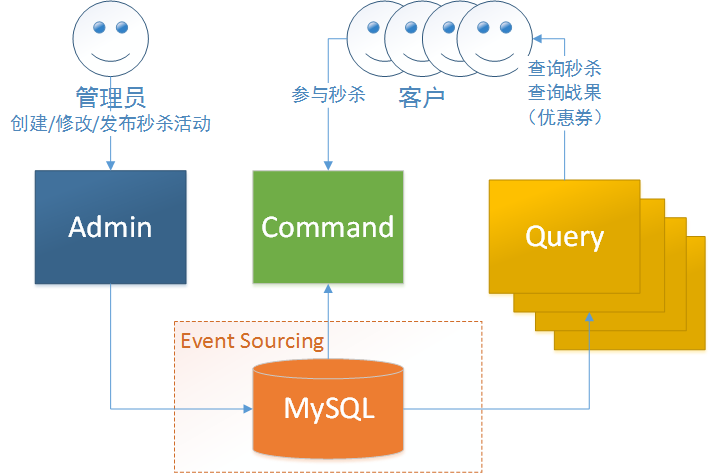 管理员
创建/修改/发布秒杀活动
参与秒杀
客户
查询秒杀
查询战果
（优惠券）
Admin
Command
Query
Event Sourcing
MySQL